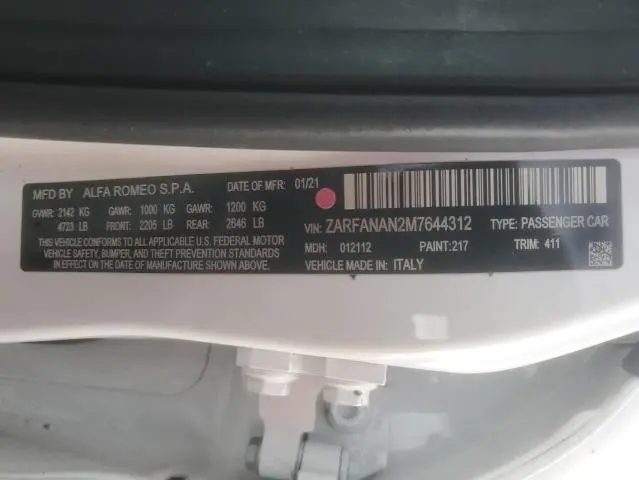 MFD BY ALFA ROMEO S.P.A. DATE OF MFR: 01/21
GVWR: 2142 KG GAWR: 1000 KG GAWR: 1200 KG
4723 LB FRONT: 2205 LB REAR: 2646 LB
THIS VEHICLE CONFORMS TO ALL APPLICABLE U.S. FEDERAL MOTOR
VEHICLE SAFETY, BUMPER, AND THEFT PREVENTION STANDARDS
IN EFFECT ON THE DATE OF MANUFACTURE SHOWN ABOVE.
VIN: ZARFANAN2M7644312 TYPE: PASSENGER CAR
MDH: 012112 PAINT: 217 TRIM: 411
VEHICLE MADE IN: ITALY